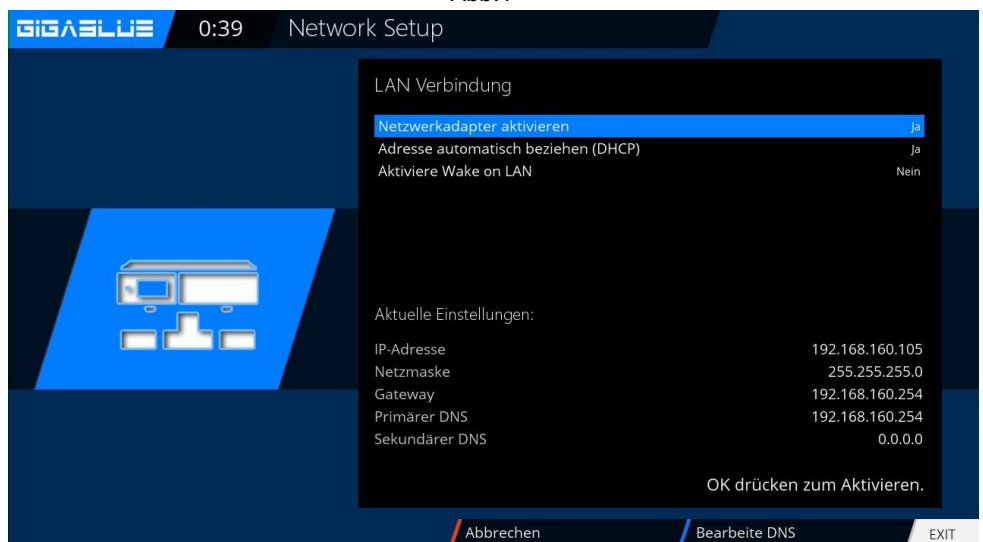 GIGABLUE 0:39 Network Setup
LAN Verbindung
Netzwerkadapter aktivieren Ja
Adresse automatisch beziehen (DHCP) Ja
Aktiviere Wake on LAN Nein
Aktuelle Einstellungen:
IP-Adresse 192.168.160.105
Netzmaske 255.255.255.0
Gateway 192.168.160.254
Primärer DNS 192.168.160.254
Sekundärer DNS 0.0.0.0
OK drücken zum Aktivieren.
Abbrechen Bearbeite DNS EXIT